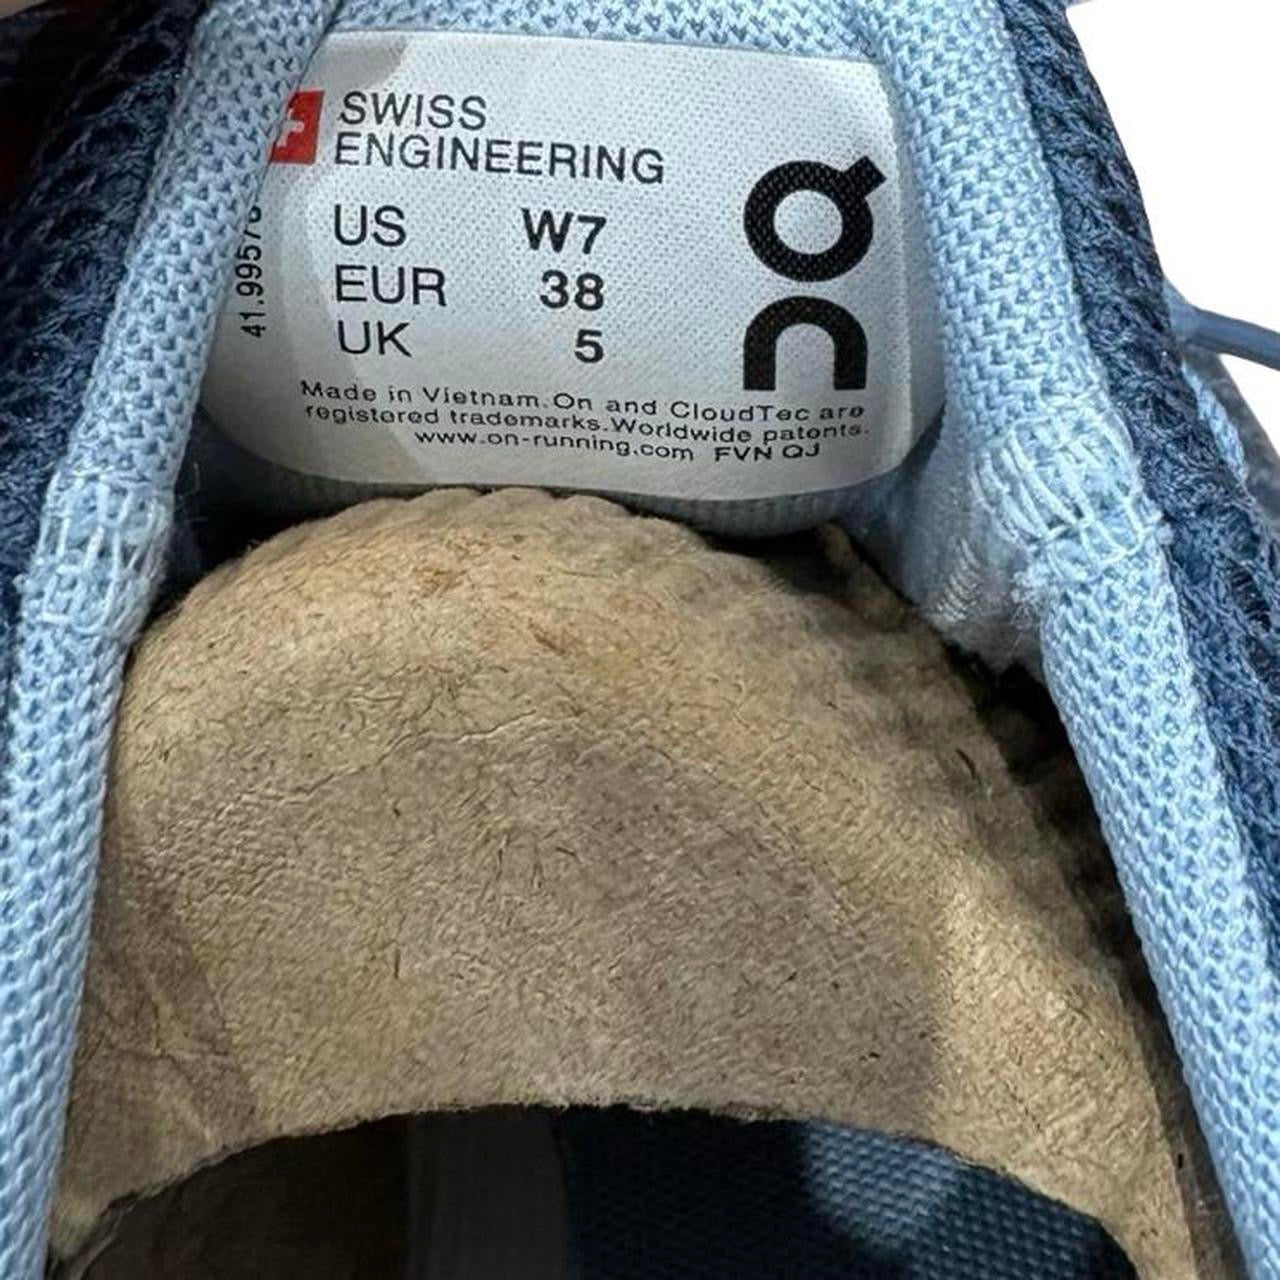 SWISS
ENGINEERING
US W7
EUR 38
UK 5
Made in Vietnam.On and CloudTec are
registered trademarks.Worldwide patents.
www.on-running.com FVN QJ
ON